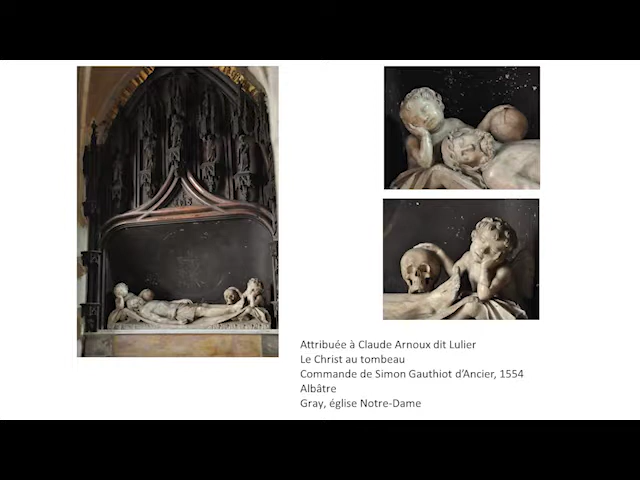 Attribuée à Claude Arnoux dit Lulier
Le Christ au tombeau
Commande de Simon Gauthiot d’Ancier, 1554
Albâtre
Gray, église Notre-Dame